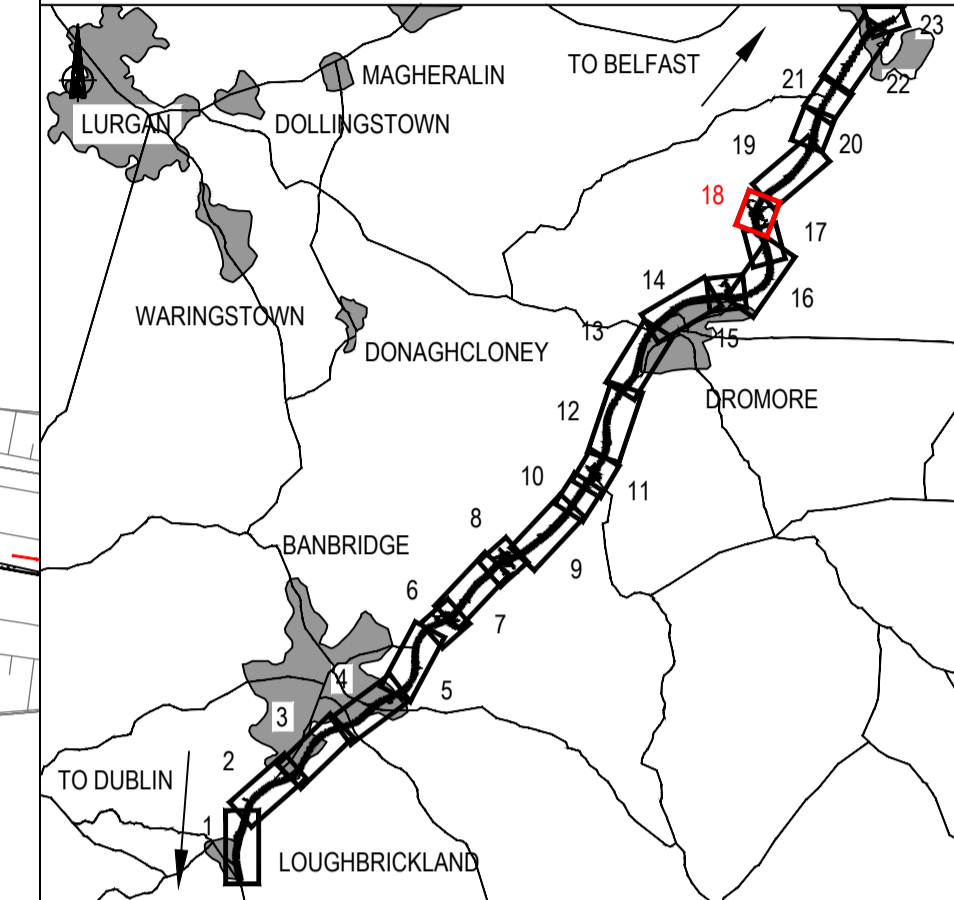 23
TO BELFAST
MAGHERALIN
21
22
LURGAN
DOLLINGSTOWN
19
20
18
17
14
16
WARINGSTOWN
13
15
DONAGHCLONEY
DROMORE
12
10
11
8
BANBRIDGE
9
6
7
4
5
3
2
TO DUBLIN
1
LOUGHBRICKLAND